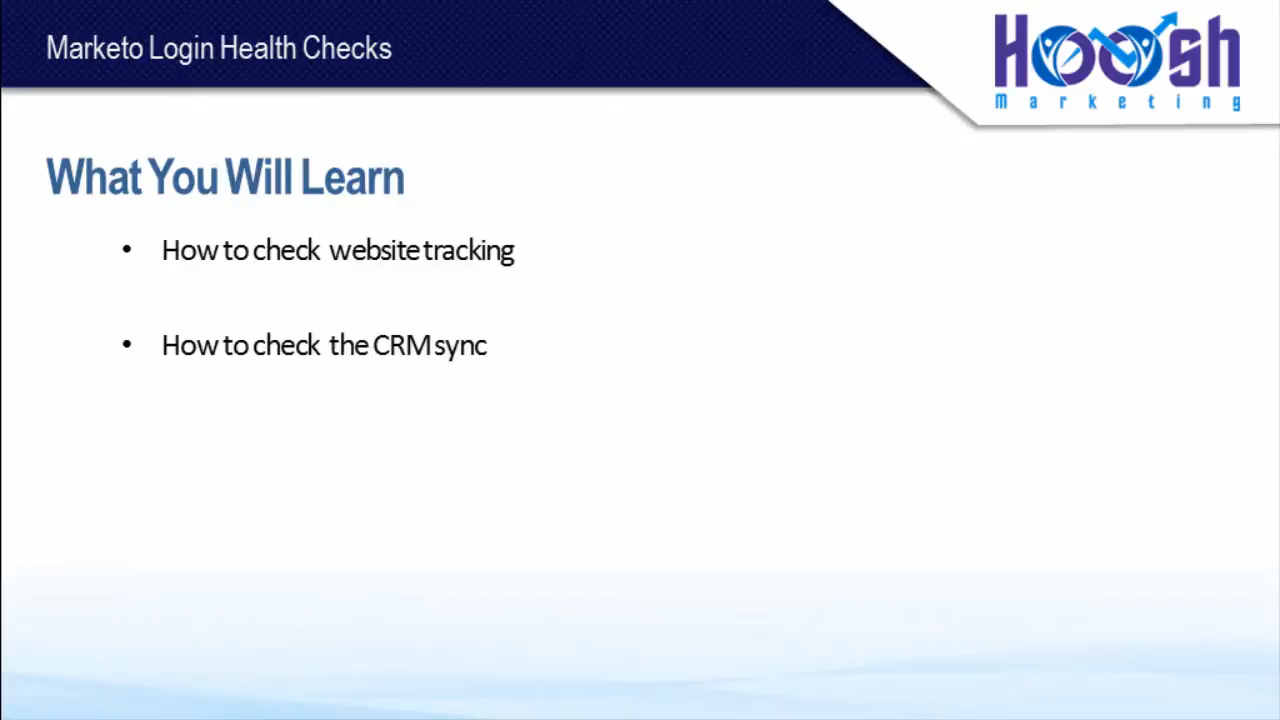 Marketo Login Health Checks
Hoosh
Marketing
What You Will Learn
• How to check website tracking
• How to check the CRM sync